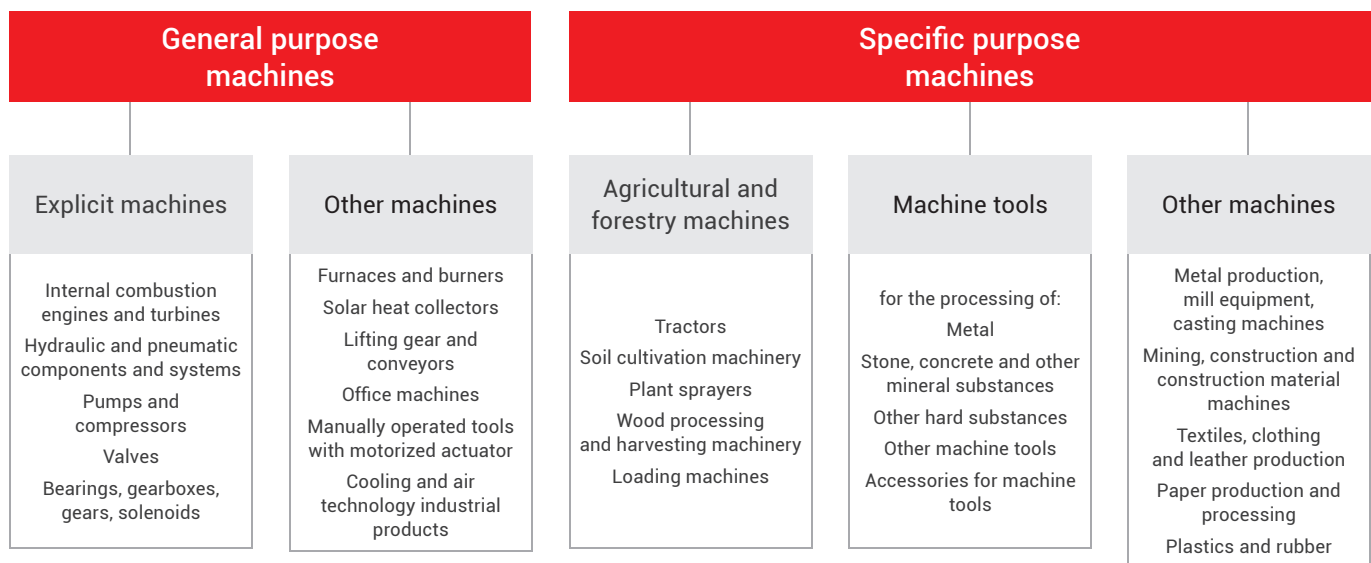 General purpose
machines
Specific purpose
machines
Explicit machines
Internal combustion
engines and turbines
Hydraulic and pneumatic
components and systems
Pumps and
compressors
Valves
Bearings, gearboxes,
gears, solenoids
Other machines
Furnaces and burners
Solar heat collectors
Lifting gear and
conveyors
Office machines
Manually operated tools
with motorized actuator
Cooling and air
technology industrial
products
Agricultural and
forestry machines
Tractors
Soil cultivation machinery
Plant sprayers
Wood processing
and harvesting machinery
Loading machines
Machine tools
for the processing of:
Metal
Stone, concrete and other
mineral substances
Other hard substances
Other machine tools
Accessories for machine
tools
Other machines
Metal production,
mill equipment,
casting machines
Mining, construction and
construction material
machines
Textiles, clothing
and leather production
Paper production and
processing
Plastics and rubber